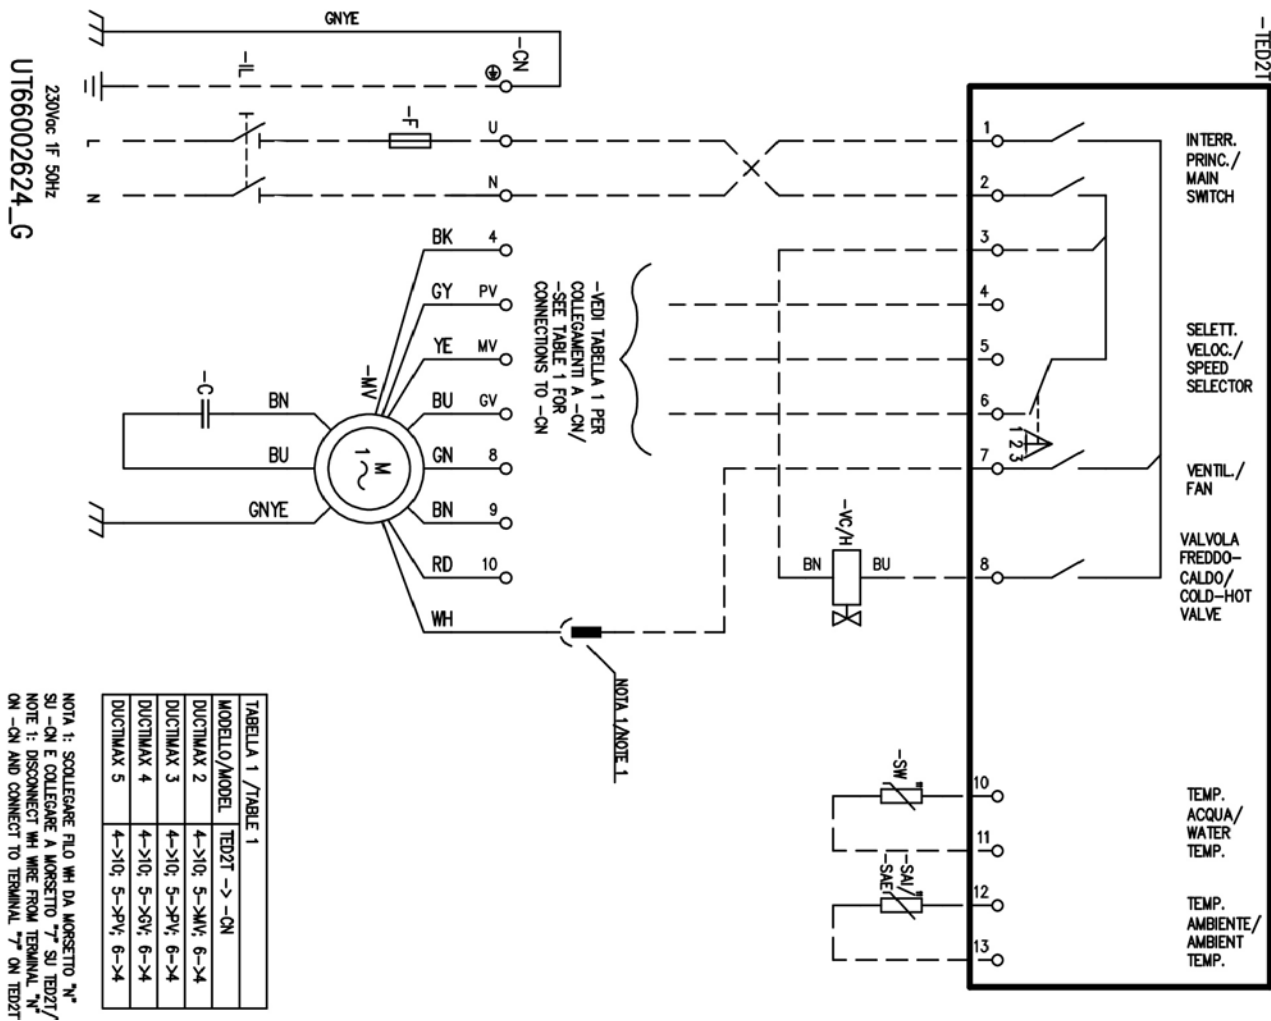 -TED2T
GNYE
-CN
-IL
-F
U
N
L
N
230Vac 1F 50Hz
UT66002624_G
1
2
3
4
5
6
7
8
10
11
12
13
INTERR.
PRINC./
MAIN
SWITCH
SELETT.
VELOC./
SPEED
SELECTOR
1 2 3
VENTIL./
FAN
VALVOLA
FREDDO-
CALDO/
COLD-HOT
VALVE
TEMP.
ACQUA/
WATER
TEMP.
TEMP.
AMBIENTE/
AMBIENT
TEMP.
BK 4
GY PV
YE MV
BU GV
GN 8
BN 9
RD 10
WH
-MV
M
1~
-C
BN
BU
GNYE
-VEDI TABELLA 1 PER
COLLEGAMENTI A -CN/
-SEE TABLE 1 FOR
CONNECTIONS TO -CN
-VC/H
BN
BU
NOTA 1/NOTE 1
-SW
"
-SAI/"
-SAE
TABELLA 1 /TABLE 1
MODELLO/MODEL TED2T -> -CN
DUCTIMAX 2 4->10; 5->MV; 6->4
DUCTIMAX 3 4->10; 5->PV; 6->4
DUCTIMAX 4 4->10; 5->GV; 6->4
DUCTIMAX 5 4->10; 5->PV; 6->4
NOTA 1: SCOLLEGARE FILO WH DA MORSETTO "N"
SU -CN E COLLEGARE A MORSETTO "7" SU TED2T/
NOTE 1: DISCONNECT WH WIRE FROM TERMINAL "N"
ON -CN AND CONNECT TO TERMINAL "7" ON TED2T